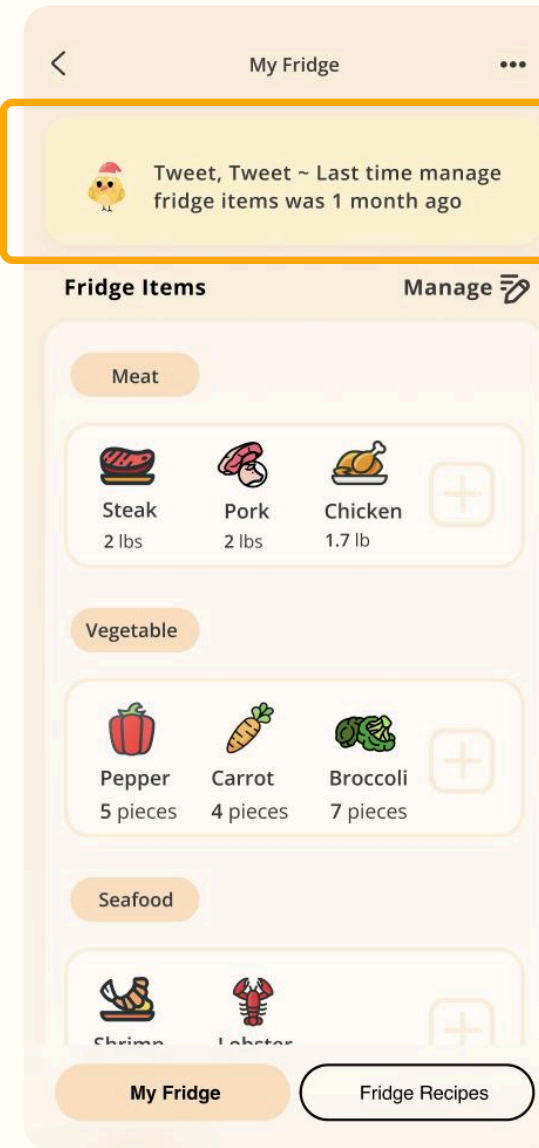 My Fridge
Tweet, Tweet ~ Last time manage
fridge items was 1 month ago
Fridge Items Manage
Meat
Steak Pork Chicken
2 lbs 2 lbs 1.7 lb
Vegetable
Pepper Carrot Broccoli
5 pieces 4 pieces 7 pieces
Seafood
Shrimp Lobster
My Fridge Fridge Recipes